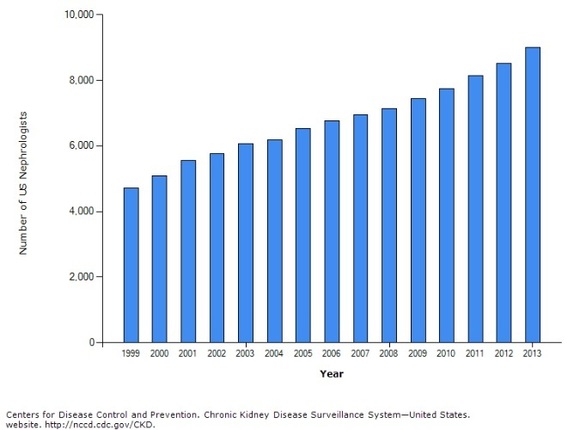 10,000
8,000
6,000
4,000
2,000
0
Number of US Nephrologists
1999 2000 2001 2002 2003 2004 2005 2006 2007 2008 2009 2010 2011 2012 2013
Year
Centers for Disease Control and Prevention. Chronic Kidney Disease Surveillance System—United States.
website. http://nccd.cdc.gov/CKD.